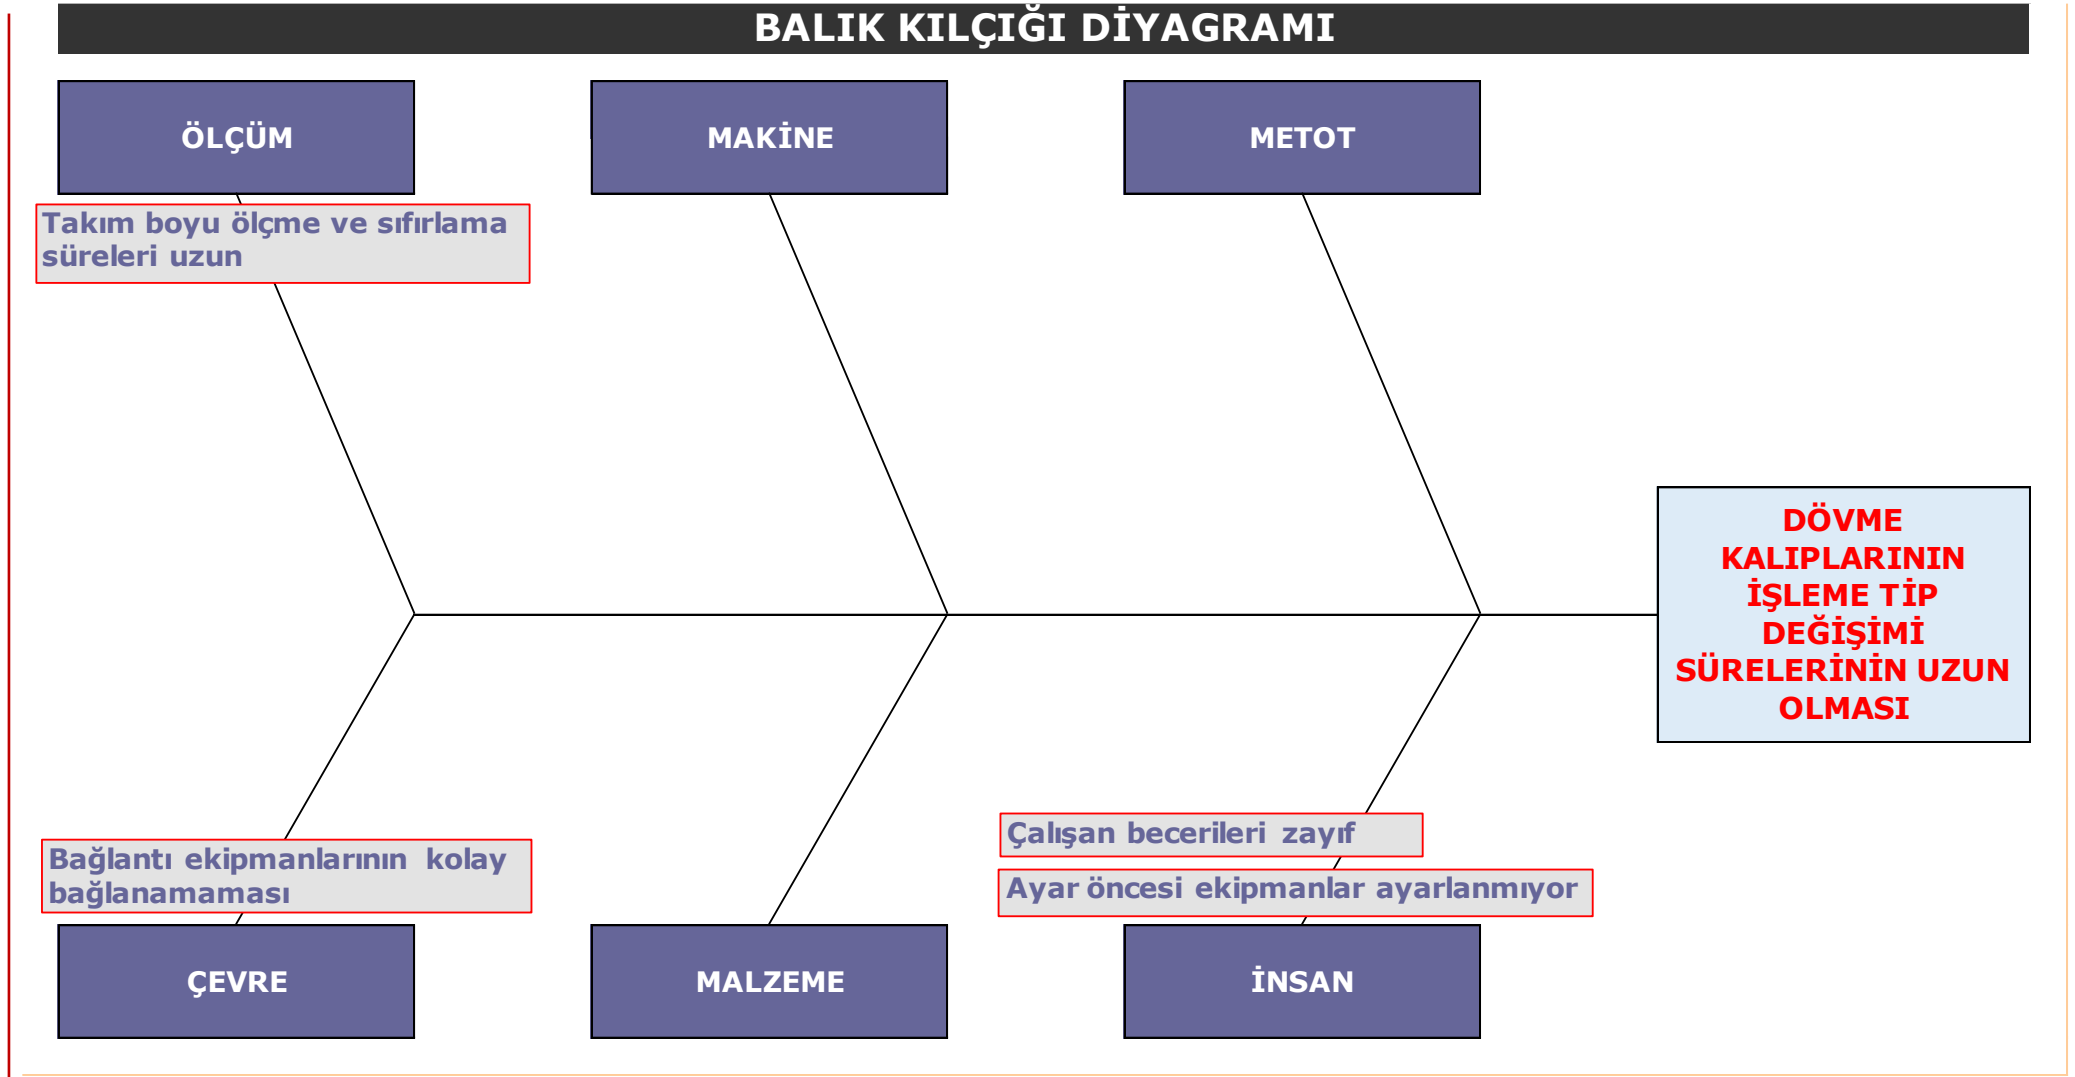 BALIK KILÇIĞI DİYAGRAMI
ÖLÇÜM
MAKİNE
METOT
Takım boyu ölçme ve sıfırlama
süreleri uzun
DÖVME
KALIPLARININ
İŞLEME TİP
DEĞİŞİMİ
SÜRELERİNİN UZUN
OLMASI
Bağlantı ekipmanlarının kolay
bağlanamaması
Çalışan becerileri zayıf
Ayar öncesi ekipmanlar ayarlanmıyor
ÇEVRE
MALZEME
İNSAN